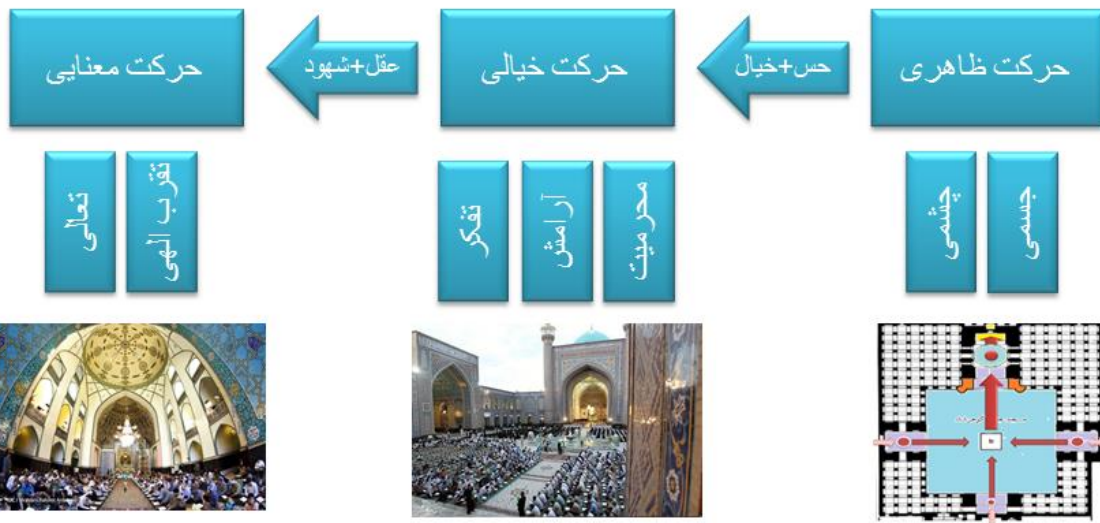 حرکت ظاهری
حس+خیال
حرکت خیالی
عقل+شهود
حرکت معنایی
جسمی
چشمی
محرمیت
آرامش
تفکر
تقرب الهی
تعالی